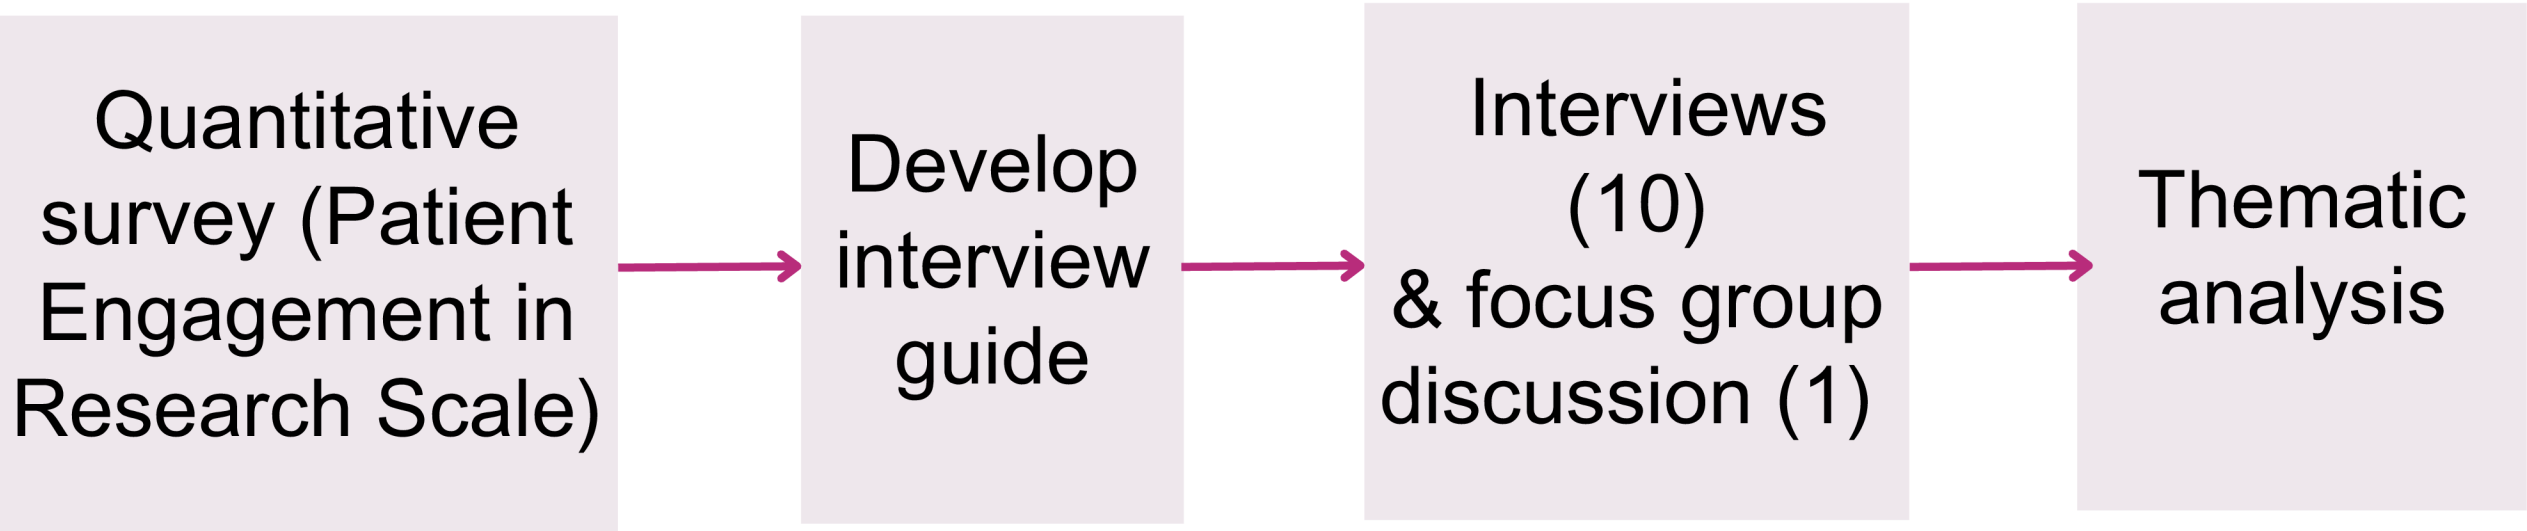 Quantitative
survey (Patient
Engagement in
Research Scale)
Develop
interview
guide
Interviews
(10)
& focus group
discussion (1)
Thematic
analysis